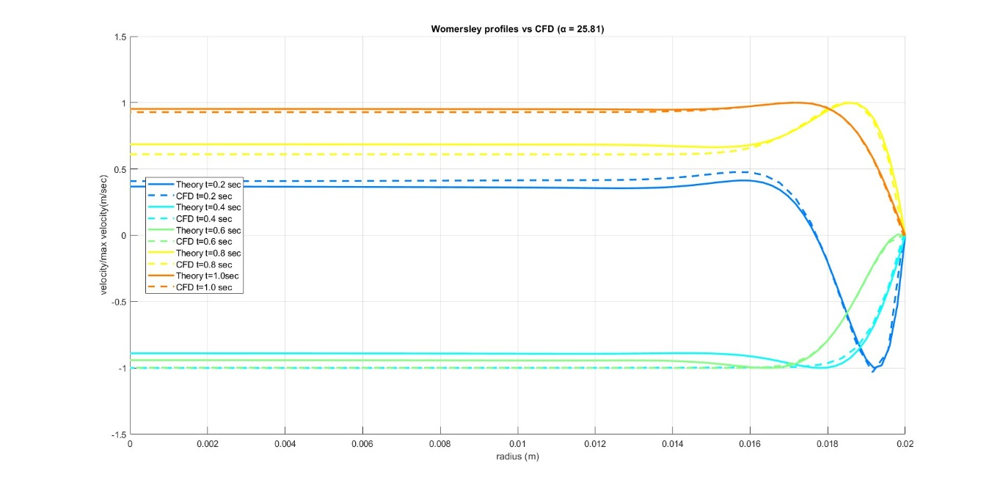 Womersley profiles vs CFD (α = 25.81)
1.5
1
0.5
0
-0.5
-1
-1.5
velocity/max velocity(m/sec)
Theory t=0.2 sec
CFD t=0.2 sec
Theory t=0.4 sec
CFD t=0.4 sec
Theory t=0.6 sec
CFD t=0.6 sec
Theory t=0.8 sec
CFD t=0.8 sec
Theory t=1.0sec
CFD t=1.0 sec
0 0.002 0.004 0.006 0.008 0.01 0.012 0.014 0.016 0.018 0.02
radius (m)